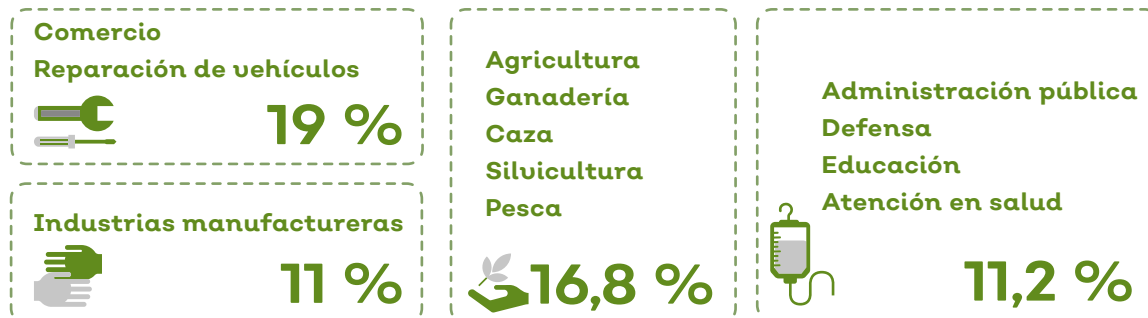 Comercio
Reparación de vehículos
19 %
Industrias manufactureras
11 %
Agricultura
Ganadería
Caza
Silvicultura
Pesca
16,8 %
Administración pública
Defensa
Educación
Atención en salud
11,2 %